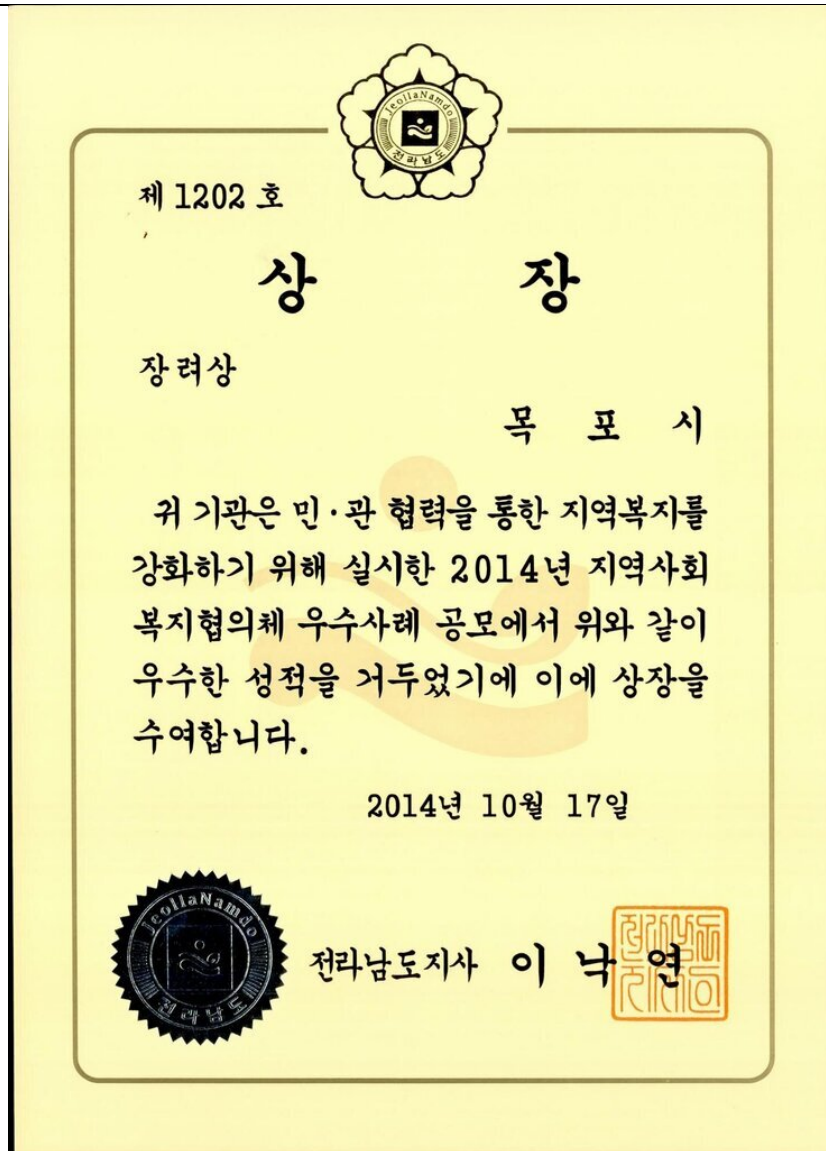 JeollaNamdo
전라남도
제 1202 호
상 장
장려상
목 포 시
귀 기관은 민·관 협력을 통한 지역복지를
강화하기 위해 실시한 2014년 지역사회
복지협의체 우수사례 공모에서 위와 같이
우수한 성적을 거두었기에 이에 상장을
수여합니다.
2014년 10월 17일
JeollaNamdo
전라남도
전라남도지사 이 낙 연